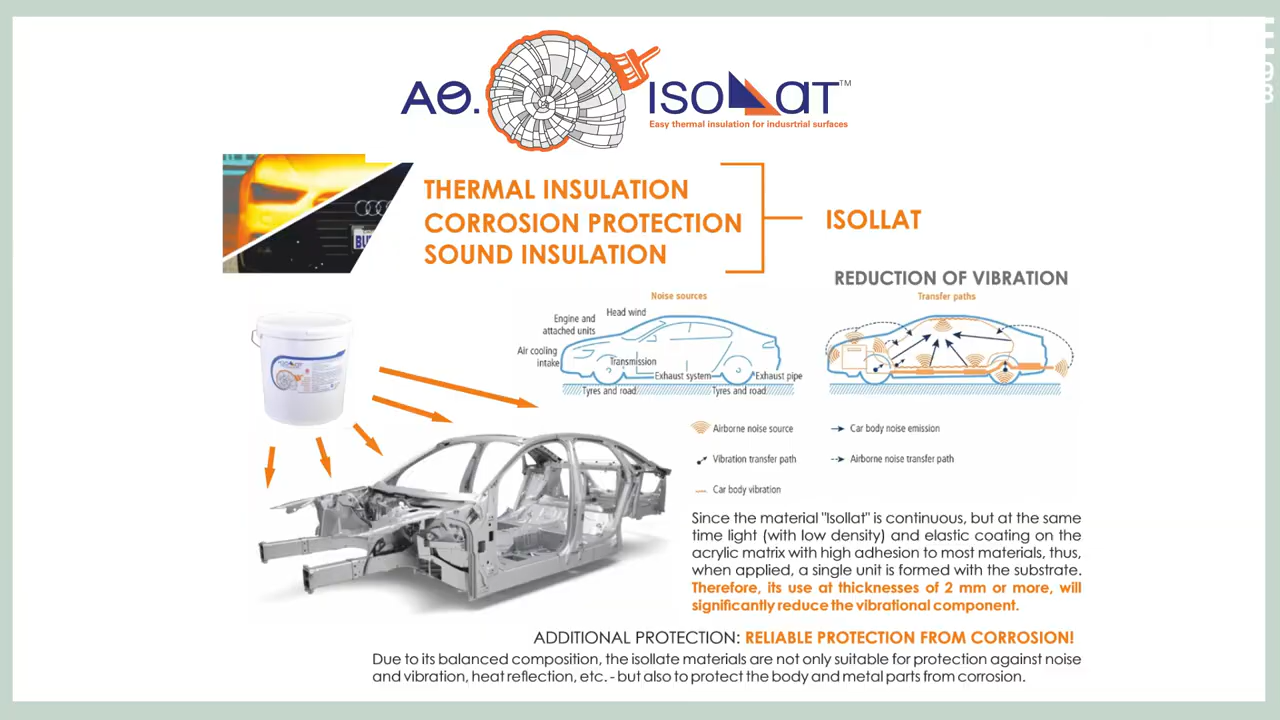 AO.
ISOLLAT™
Easy thermal insulation for indusrtrial surfaces
THERMAL INSULATION
CORROSION PROTECTION
SOUND INSULATION
ISOLLAT
REDUCTION OF VIBRATION
Noise sources
Transfer paths
Head wind
Engine and
attached units
Air cooling
intake
Transmission
Exhaust system
Exhaust pipe
Tyres and road
Tyres and road
Airborne noise source
Car body noise emission
Vibration transfer path
Airborne noise transfer path
Car body vibration
Since the material "Isollat" is continuous, but at the same
time light (with low density) and elastic coating on the
acrylic matrix with high adhesion to most materials, thus,
when applied, a single unit is formed with the substrate.
Therefore, its use at thicknesses of 2 mm or more, will
significantly reduce the vibrational component.
ADDITIONAL PROTECTION: RELIABLE PROTECTION FROM CORROSION!
Due to its balanced composition, the isollate materials are not only suitable for protection against noise
and vibration, heat reflection, etc. - but also to protect the body and metal parts from corrosion.